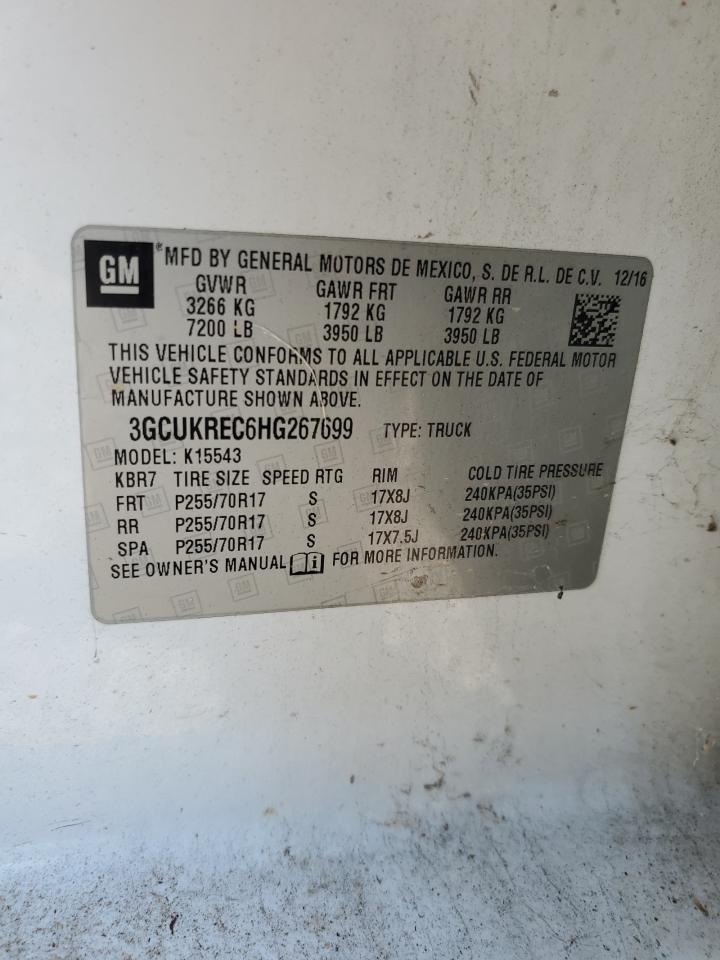 GM ®MFD BY GENERAL MOTORS DE MEXICO, S. DE R.L. DE C.V. 12/16
GVWR GAWR FRT GAWR RR
3266 KG 1792 KG 1792 KG
7200 LB 3950 LB 3950 LB
THIS VEHICLE CONFORMS TO ALL APPLICABLE U.S. FEDERAL MOTOR
VEHICLE SAFETY STANDARDS IN EFFECT ON THE DATE OF
MANUFACTURE SHOWN ABOVE.
3GCUKREC6HG267699 TYPE: TRUCK
MODEL: K15543
KBR7 TIRE SIZE SPEED RTG RIM COLD TIRE PRESSURE
FRT P255/70R17 S 17X8J 240KPA(35PSI)
RR P255/70R17 S 17X8J 240KPA(35PSI)
SPA P255/70R17 S 17X7.5J 240KPA(35PSI)
SEE OWNER'S MANUAL i FOR MORE INFORMATION.